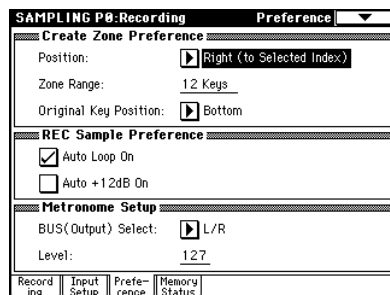 SAMPLING P0:Recording Preference
Create Zone Preference
Position: Right (to Selected Index)
Zone Range: 12 Keys
Original Key Position: Bottom
REC Sample Preference
Auto Loop On
Auto +12dB On
Metronome Setup
BUS(Output) Select: L/R
Level: 127
Record Input Prefe- Memory
ing Setup rence Status